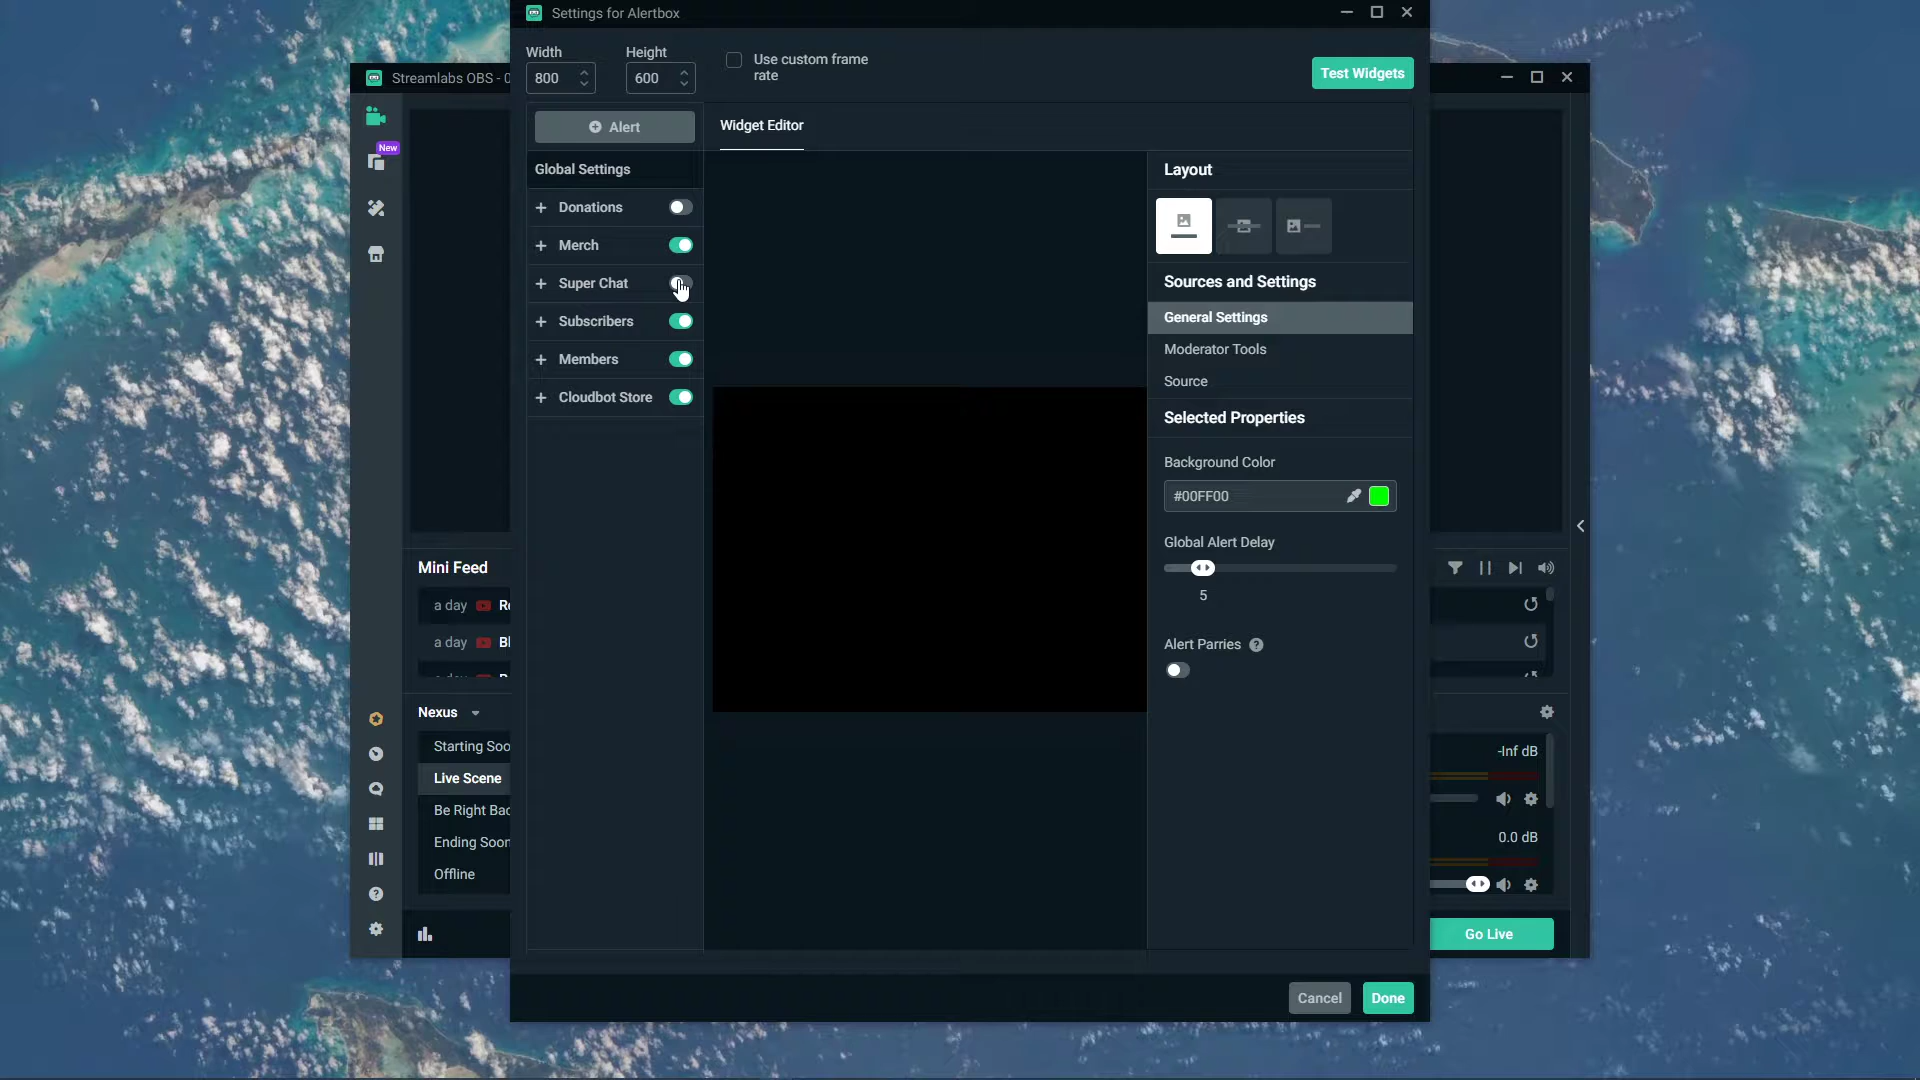 Settings for Alertbox
Width
Height
800
600
Use custom frame
rate
Test Widgets
Streamlabs OBS - 0
New
Alert
Widget Editor
Global Settings
Donations
Merch
Super Chat
Subscribers
Members
Cloudbot Store
Layout
Sources and Settings
General Settings
Moderator Tools
Source
Selected Properties
Background Color
#00FF00
Global Alert Delay
5
Alert Parries
Mini Feed
a day
a day
Nexus
Starting Soo
Live Scene
Be Right Bac
Ending Soon
Offline
-Inf dB
0.0 dB
Go Live
Cancel
Done